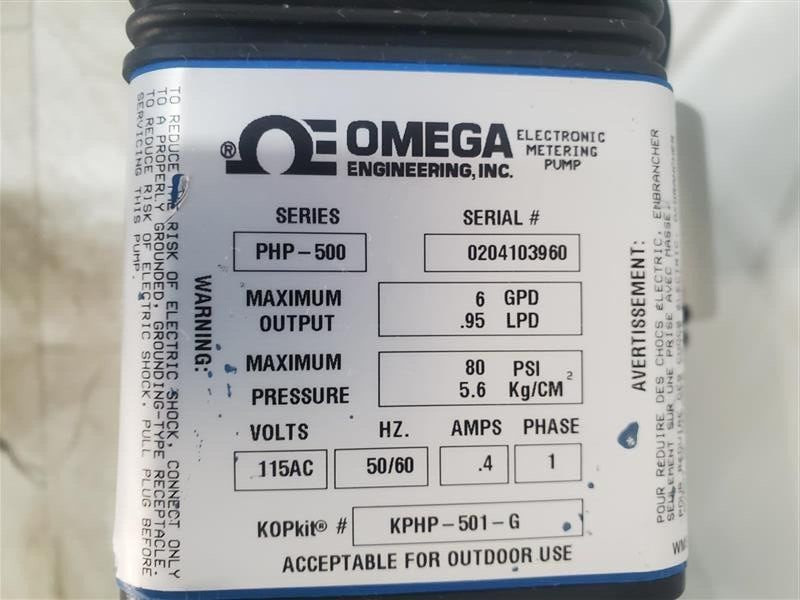 ® OMEGA
ENGINEERING, INC.
ELECTRONIC
METERING
PUMP
SERIES
PHP-500
SERIAL #
0204103960
MAXIMUM
OUTPUT
6 GPD
.95 LPD
MAXIMUM
PRESSURE
80 PSI
5.6 Kg/CM²
VOLTS
115AC
HZ.
50/60
AMPS
.4
PHASE
1
KOPkit® #
KPHP-501-G
ACCEPTABLE FOR OUTDOOR USE
WARNING:
TO REDUCE THE RISK OF ELECTRIC SHOCK, CONNECT ONLY
TO A PROPERLY GROUNDED, GROUNDING-TYPE RECEPTACLE.
TO REDUCE RISK OF ELECTRIC SHOCK, PULL PLUG BEFORE
SERVICING THIS PUMP.
AVERTISSEMENT:
POUR REDUIRE DES CHOCS ELECTRIC, ENBRANCHER
SEULEMENT SUR UNE PRISE AVEC MASSE.
POUR REDUIRE